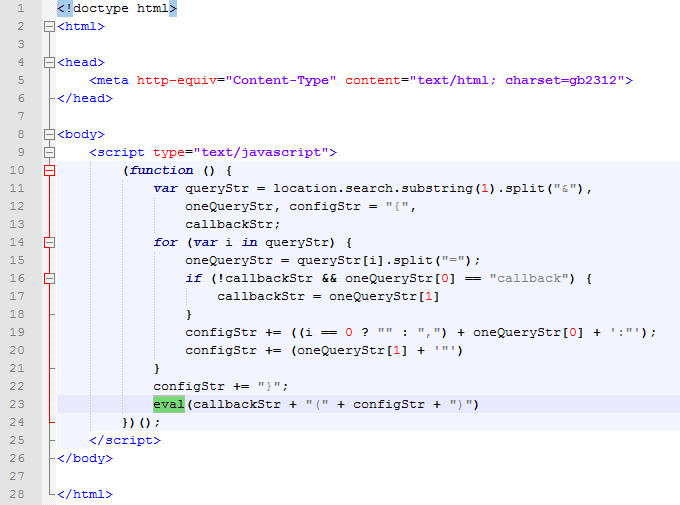 1 <!doctype html>
2 <html>
3
4 <head>
5     <meta http-equiv="Content-Type" content="text/html; charset=gb2312">
6 </head>
7
8 <body>
9     <script type="text/javascript">
10         (function () {
11             var queryStr = location.search.substring(1).split("&"),
12                 oneQueryStr, configStr = "{",
13                 callbackStr;
14             for (var i in queryStr) {
15                 oneQueryStr = queryStr[i].split("=");
16                 if (!callbackStr && oneQueryStr[0] == "callback") {
17                     callbackStr = oneQueryStr[1]
18                 }
19                 configStr += ((i == 0 ? "" : ",") + oneQueryStr[0] + ':"');
20                 configStr += (oneQueryStr[1] + '"')
21             }
22             configStr += "}";
23             eval(callbackStr + "(" + configStr + ")")
24         })();
25     </script>
26 </body>
27
28 </html>